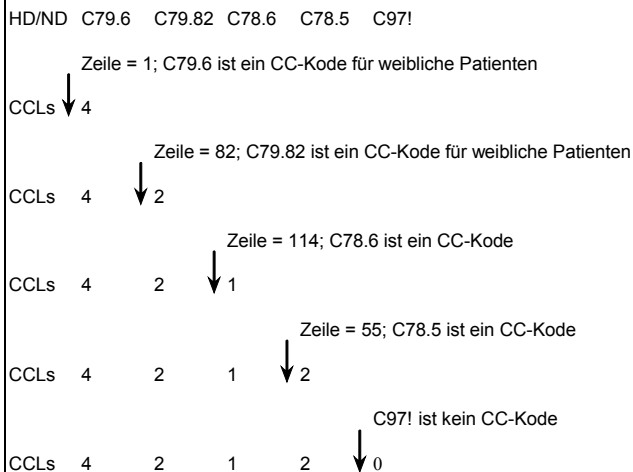 HD/ND C79.6 C79.82 C78.6 C78.5 C97!
Zeile = 1; C79.6 ist ein CC-Kode für weibliche Patienten
CCLs 4
Zeile = 82; C79.82 ist ein CC-Kode für weibliche Patienten
CCLs 4 2
Zeile = 114; C78.6 ist ein CC-Kode
CCLs 4 2 1
Zeile = 55; C78.5 ist ein CC-Kode
CCLs 4 2 1 2
C97! ist kein CC-Kode
CCLs 4 2 1 2 0